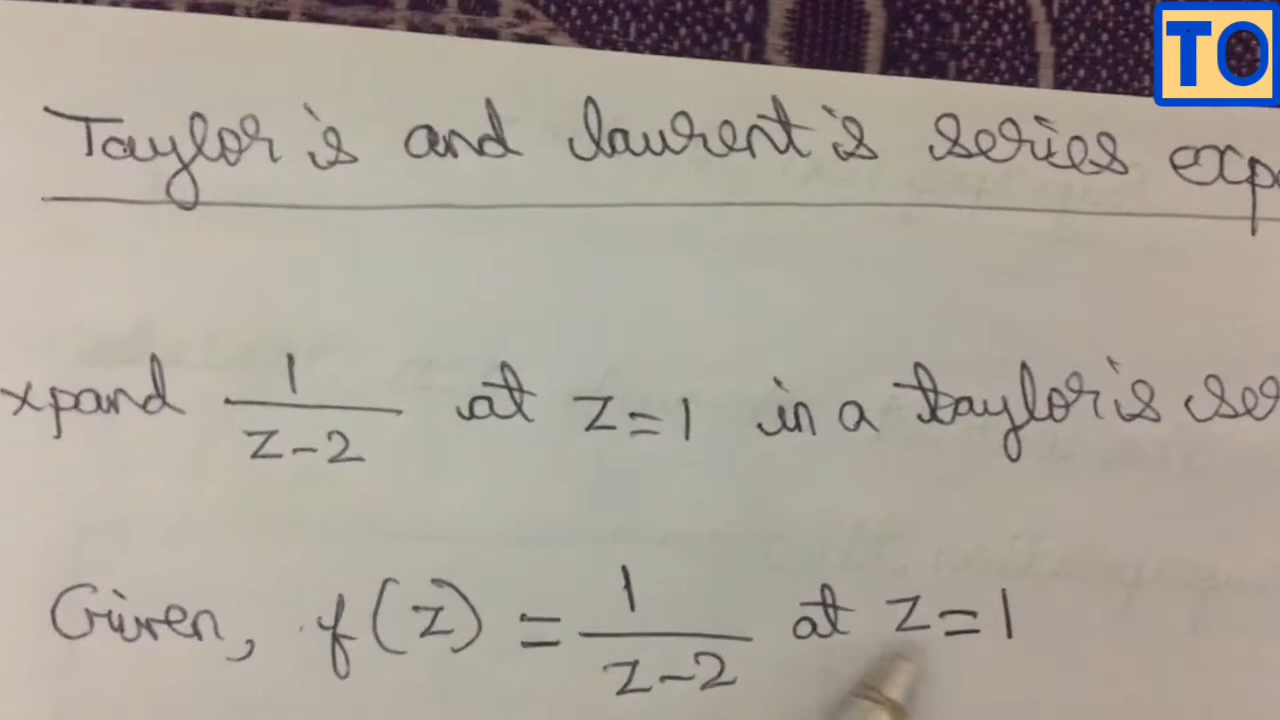 TO
Taylor's and laurent's series exp
xpand 1/(z-2) at z=1 in a taylor's se
Given, f(z) = 1/(z-2) at z=1